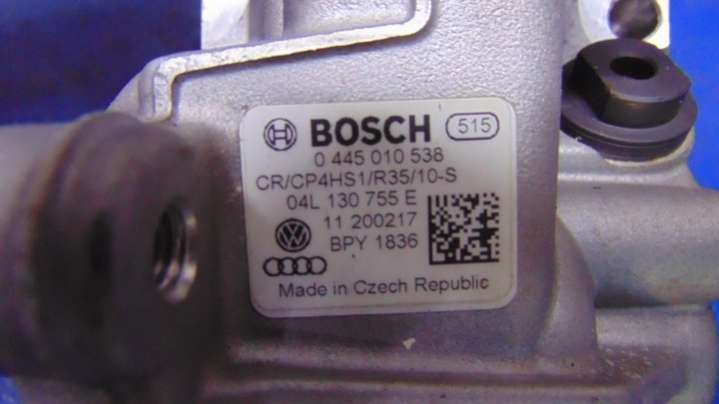 BOSCH 515
0 445 010 538
CR/CP4HS1/R35/10-S
04L 130 755 E
11 200217
BPY 1836
Made in Czech Republic